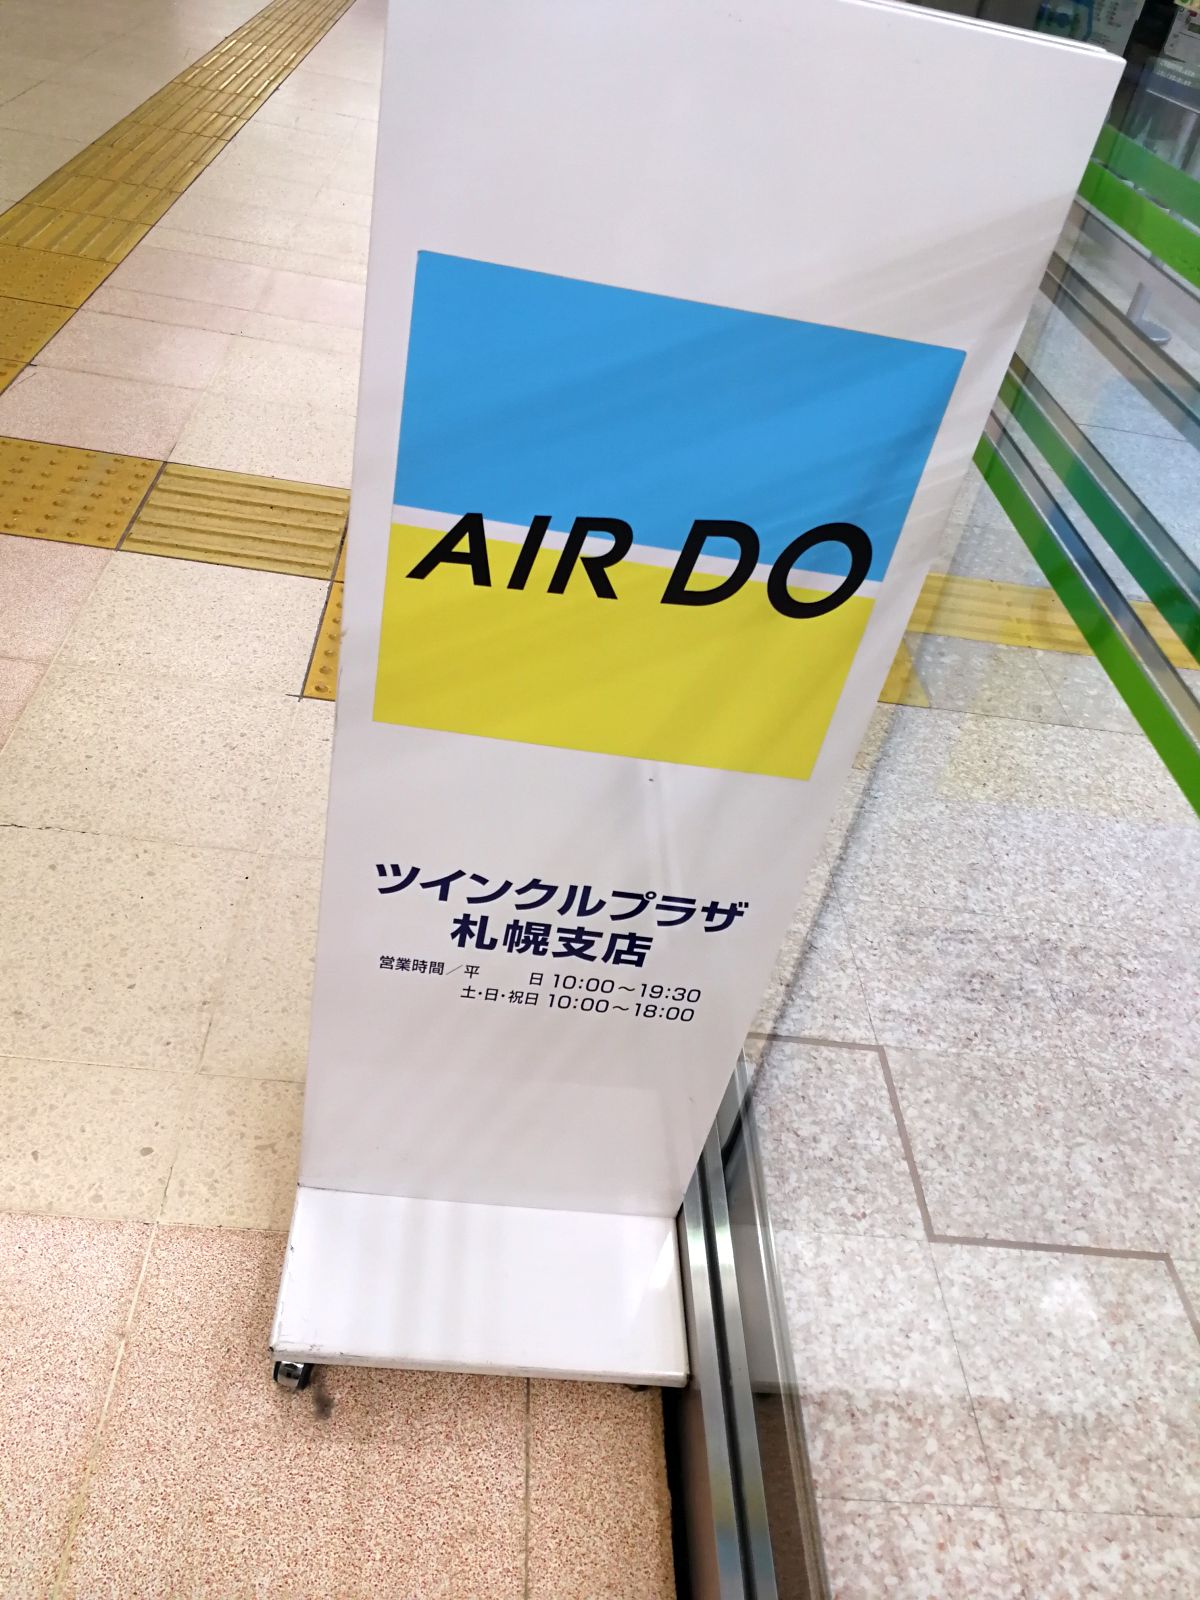 AIR DO
ツインクルプラザ
札幌支店
営業時間／平 日 10:00～19:30
土・日・祝日 10:00～18:00